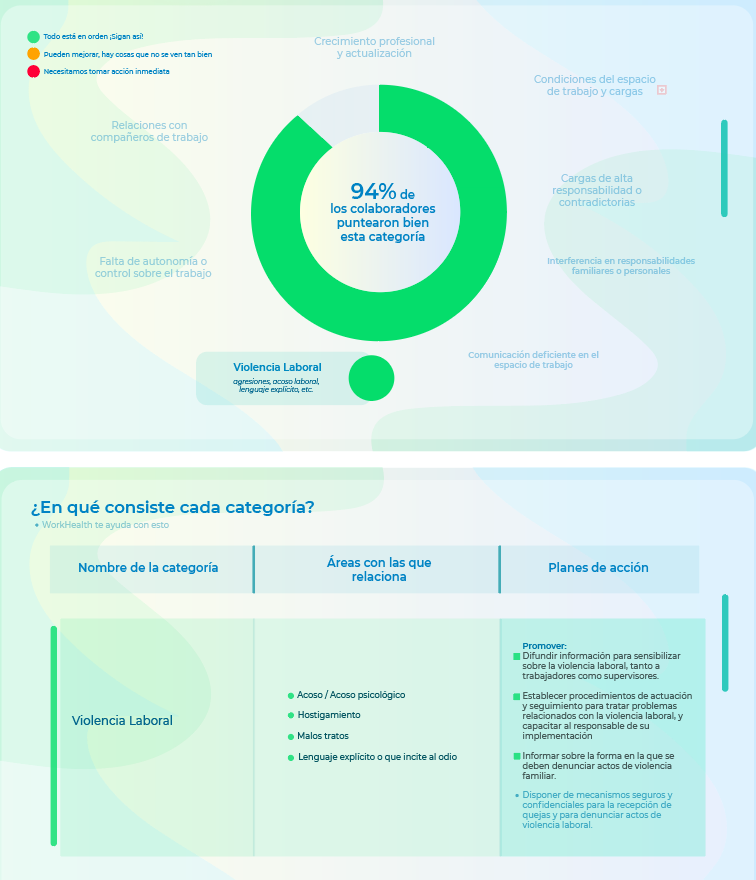 Todo está en orden ¡Sigan así!
Pueden mejorar, hay cosas que no se ven tan bien
Necesitamos tomar acción inmediata
Crecimiento profesional
y actualización
Condiciones del espacio
de trabajo y cargas
Relaciones con
compañeros de trabajo
Cargas de alta
responsabilidad o
contradictorias
94% de
los colaboradores
puntearon bien
esta categoría
Falta de autonomía o
control sobre el trabajo
Interferencia en responsabilidades
familiares o personales
Comunicación deficiente en el
espacio de trabajo
Violencia Laboral
agresiones, acoso laboral,
lenguaje explícito, etc.
¿En qué consiste cada categoría?
• WorkHealth te ayuda con esto
Nombre de la categoría
Áreas con las que
relaciona
Planes de acción
Violencia Laboral
Acoso / Acoso psicológico
Hostigamiento
Malos tratos
Lenguaje explícito o que incite al odio
Promover:
Difundir información para sensibilizar
sobre la violencia laboral, tanto a
trabajadores como supervisores.
Establecer procedimientos de actuación
y seguimiento para tratar problemas
relacionados con la violencia laboral, y
capacitar al responsable de su
implementación
Informar sobre la forma en la que se
deben denunciar actos de violencia
familiar.
• Disponer de mecanismos seguros y
confidenciales para la recepción de
quejas y para denunciar actos de
violencia laboral.